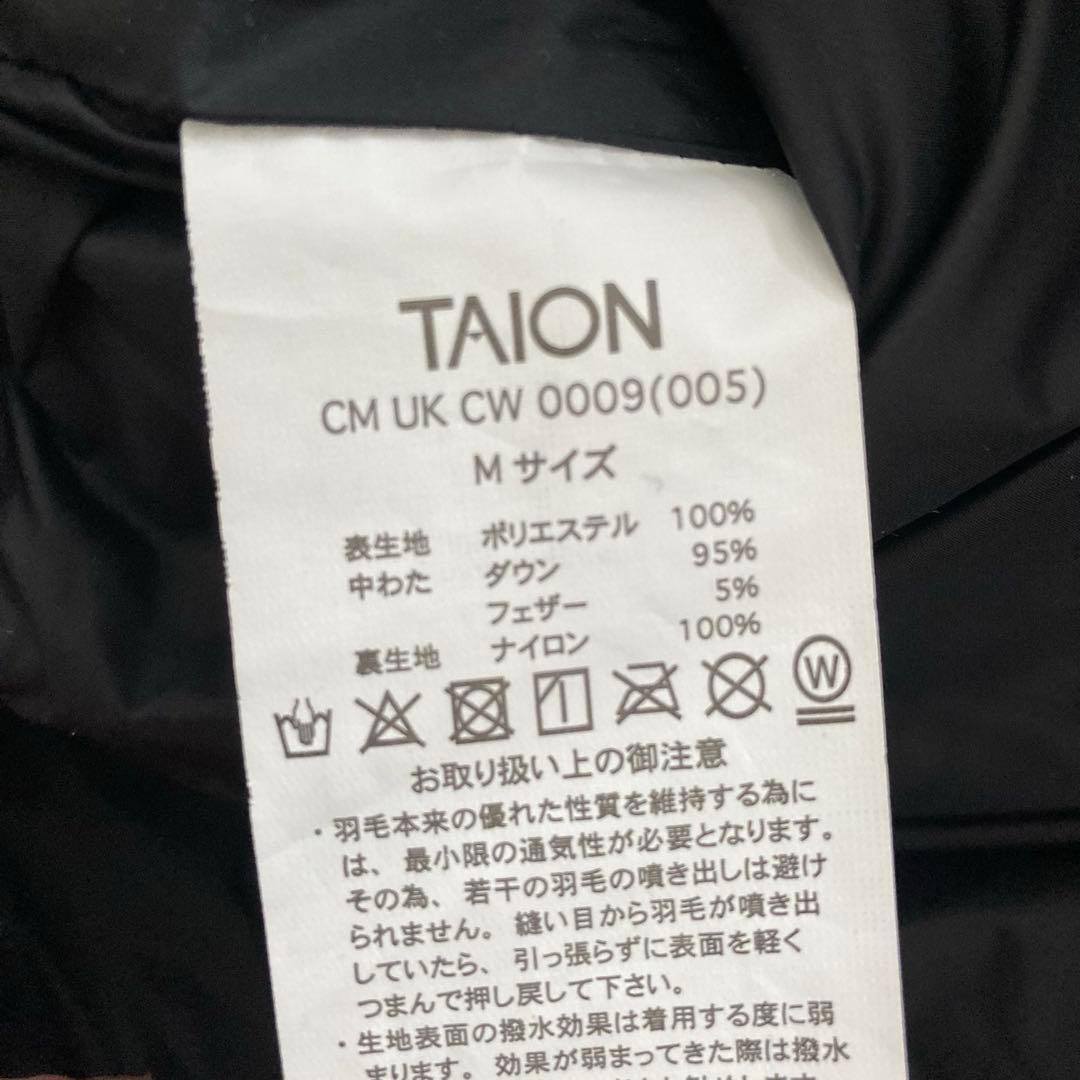 TAION
CM UK CW 0009(005)
M サイズ
表生地 ポリエステル 100%
中わた ダウン 95%
フェザー 5%
裏生地 ナイロン 100%
W
お取り扱い上の御注意
・羽毛本来の優れた性質を維持する為に
は、最小限の通気性が必要となります。
その為、若干の羽毛の噴き出しは避け
られません。縫い目から羽毛が噴き出
していたら、引っ張らずに表面を軽く
つまんで押し戻して下さい。
・生地表面の撥水効果は着用する度に弱
まります。効果が弱まってきた際は撥水